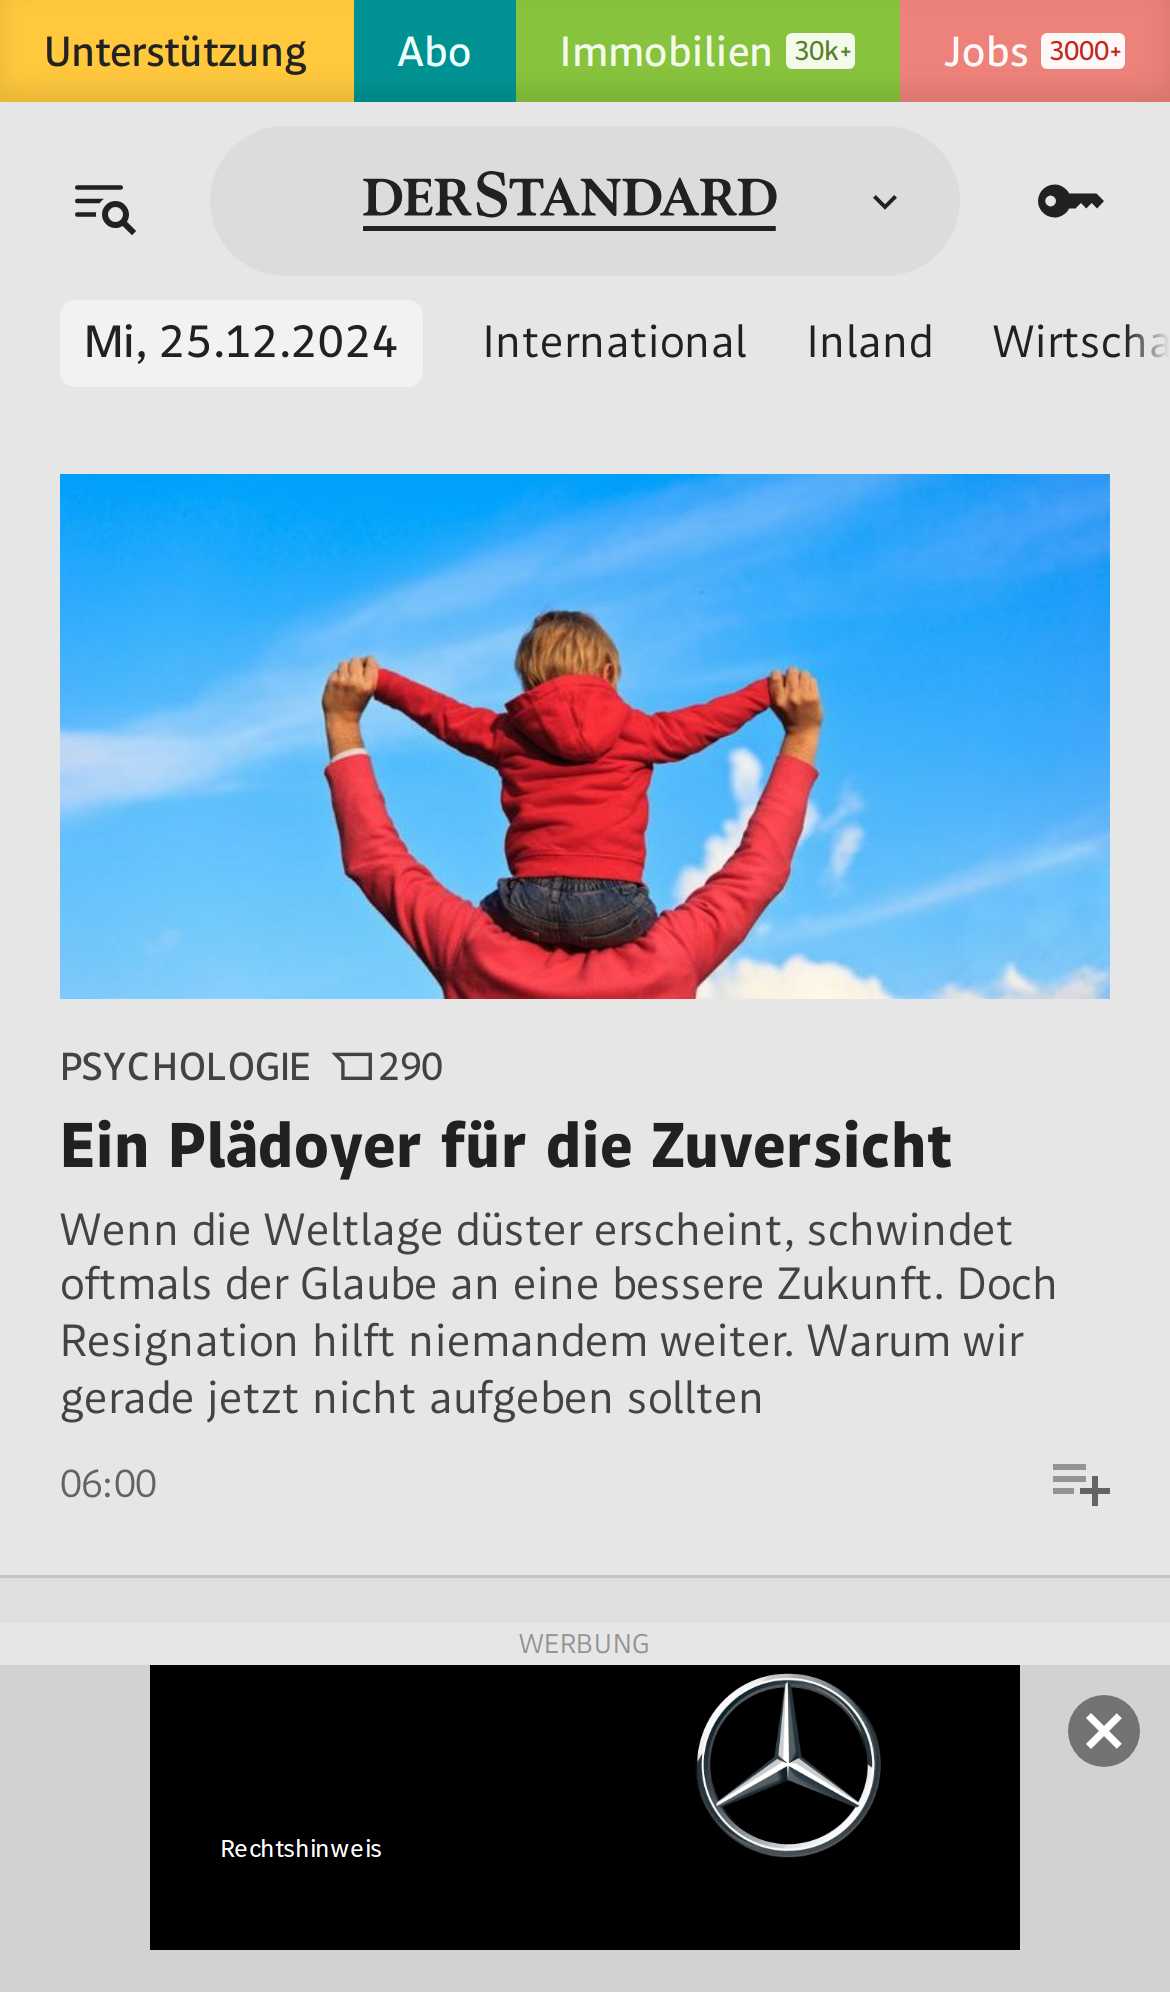 Unterstützung
Abo
Immobilien 30k+
Jobs 3000+
DERSTANDARD
Mi, 25.12.2024
International
Inland
Wirtscha
PSYCHOLOGIE 290
Ein Plädoyer für die Zuversicht
Wenn die Weltlage düster erscheint, schwindet
oftmals der Glaube an eine bessere Zukunft. Doch
Resignation hilft niemandem weiter. Warum wir
gerade jetzt nicht aufgeben sollten
06:00
WERBUNG
Rechtshinweis